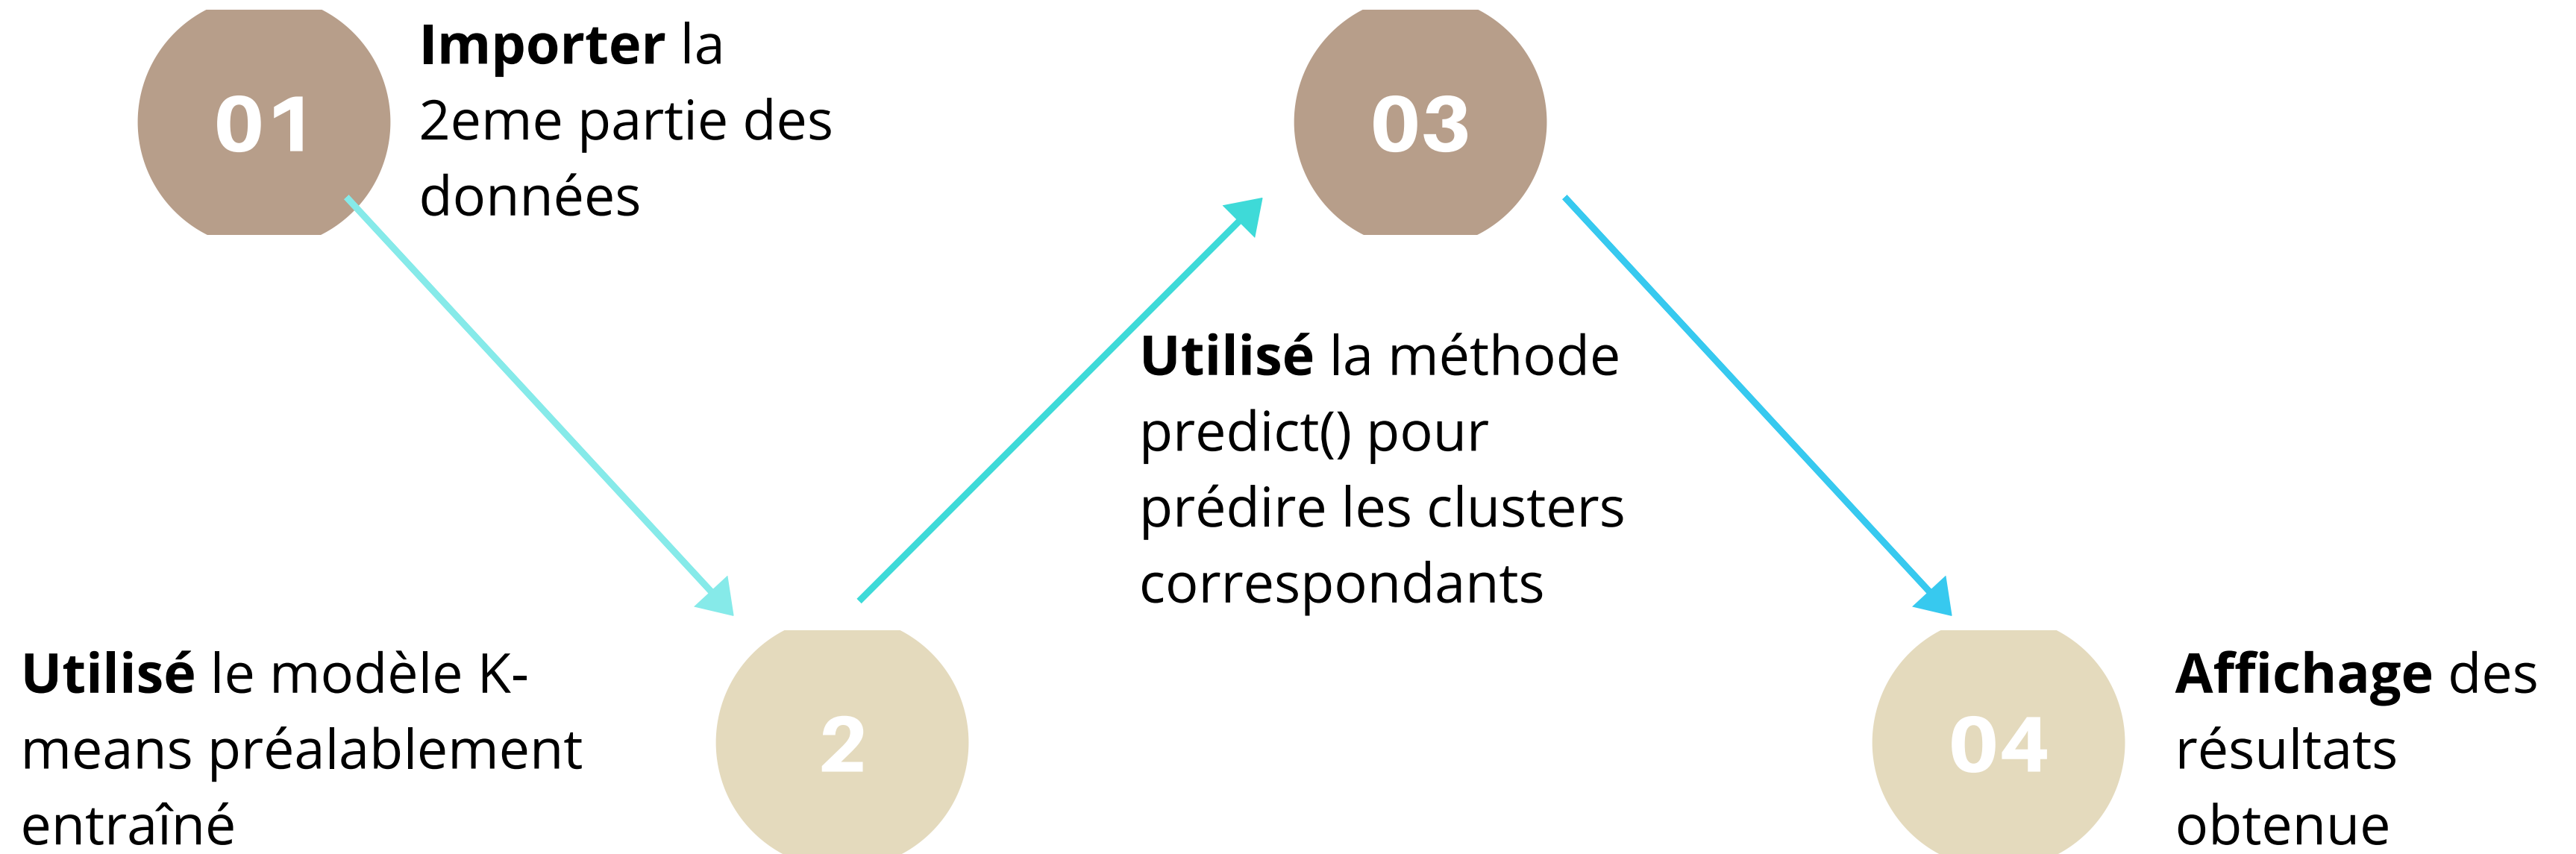 01
Importer la
2eme partie des
données
2
Utilisé le modèle K-
means préalablement
entraîné
03
Utilisé la méthode
predict() pour
prédire les clusters
correspondants
04
Affichage des
résultats
obtenue